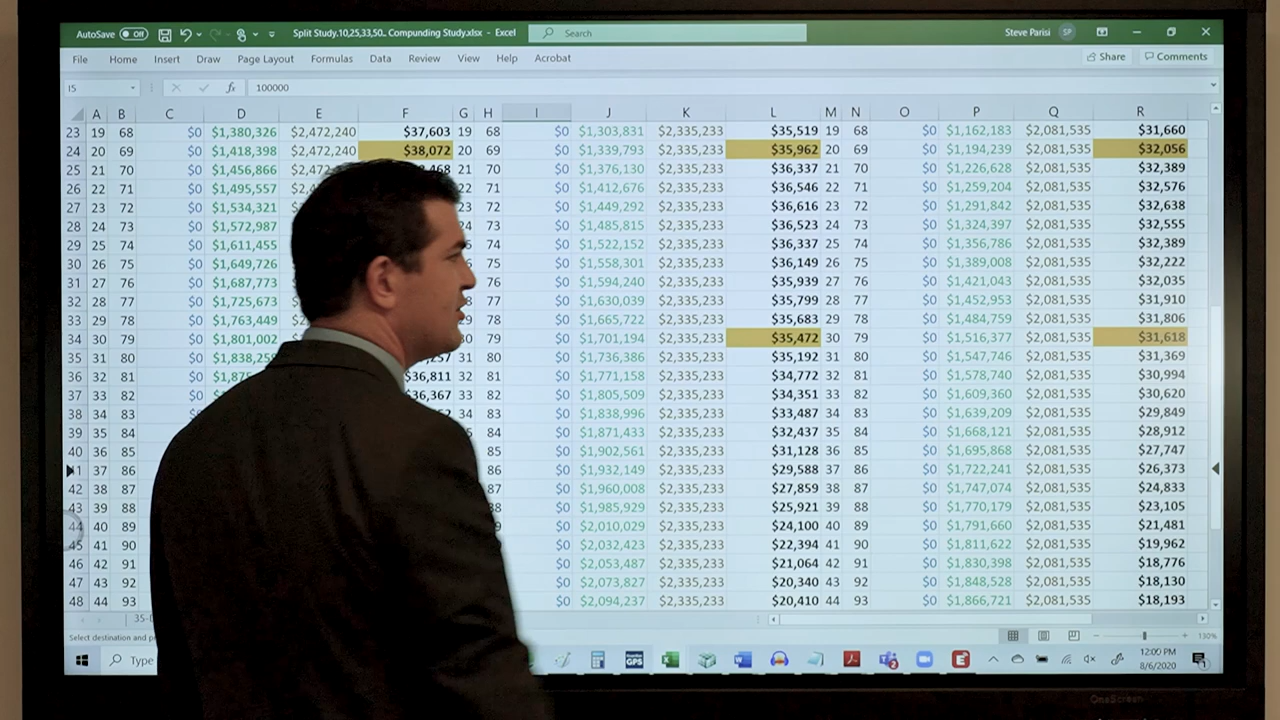 AutoSave Off Split Study.10,25,33,50.. Compunding Study.xlsx - Excel Search Steve Parisi SP
File Home Insert Draw Page Layout Formulas Data Review View Help Acrobat Share Comments
I5 fx 100000
A B C D E F G H I J K L M N O P Q R
23 19 68 $0 $1,380,326 $2,472,240 $37,603 19 68 $0 $1,303,831 $2,335,233 $35,519 19 68 $0 $1,162,183 $2,081,535 $31,660
24 20 69 $0 $1,418,398 $2,472,240 $38,072 20 69 $0 $1,339,793 $2,335,233 $35,962 20 69 $0 $1,194,239 $2,081,535 $32,056
25 21 70 $0 $1,456,866 21 70 $0 $1,376,130 $2,335,233 $36,337 21 70 $0 $1,226,628 $2,081,535 $32,389
26 22 71 $0 $1,495,557 71 $0 $1,412,676 $2,335,233 $36,546 22 71 $0 $1,259,204 $2,081,535 $32,576
27 23 72 $0 $1,534,321 72 $0 $1,449,292 $2,335,233 $36,616 23 72 $0 $1,291,842 $2,081,535 $32,638
28 24 73 $0 $1,572,987 73 $0 $1,485,815 $2,335,233 $36,523 24 73 $0 $1,324,397 $2,081,535 $32,555
29 25 74 $0 $1,611,455 74 $0 $1,522,152 $2,335,233 $36,337 25 74 $0 $1,356,786 $2,081,535 $32,389
30 26 75 $0 $1,649,726 75 $0 $1,558,301 $2,335,233 $36,149 26 75 $0 $1,389,008 $2,081,535 $32,222
31 27 76 $0 $1,687,773 76 $0 $1,594,240 $2,335,233 $35,939 27 76 $0 $1,421,043 $2,081,535 $32,035
32 28 77 $0 $1,725,673 77 $0 $1,630,039 $2,335,233 $35,799 28 77 $0 $1,452,953 $2,081,535 $31,910
33 29 78 $0 $1,763,449 29 78 $0 $1,665,722 $2,335,233 $35,683 29 78 $0 $1,484,759 $2,081,535 $31,806
34 30 79 $0 $1,801,002 30 79 $0 $1,701,194 $2,335,233 $35,472 30 79 $0 $1,516,377 $2,081,535 $31,618
35 31 80 $0 31 80 $0 $1,736,386 $2,335,233 $35,192 31 80 $0 $1,547,746 $2,081,535 $31,369
36 32 81 $0 $36,811 32 81 $0 $1,771,158 $2,335,233 $34,772 32 81 $0 $1,578,740 $2,081,535 $30,994
37 33 82 $0 $36,367 33 82 $0 $1,805,509 $2,335,233 $34,351 33 82 $0 $1,609,360 $2,081,535 $30,620
38 34 83 34 83 $0 $1,838,996 $2,335,233 $33,487 34 83 $0 $1,639,209 $2,081,535 $29,849
39 35 84 84 $0 $1,871,433 $2,335,233 $32,437 35 84 $0 $1,668,121 $2,081,535 $28,912
40 36 85 85 $0 $1,902,561 $2,335,233 $31,128 36 85 $0 $1,695,868 $2,081,535 $27,747
37 86 86 $0 $1,932,149 $2,335,233 $29,588 37 86 $0 $1,722,241 $2,081,535 $26,373
42 38 87 87 $0 $1,960,008 $2,335,233 $27,859 38 87 $0 $1,747,074 $2,081,535 $24,833
43 39 88 $0 $1,985,929 $2,335,233 $25,921 39 88 $0 $1,770,179 $2,081,535 $23,105
44 40 89 $0 $2,010,029 $2,335,233 $24,100 40 89 $0 $1,791,660 $2,081,535 $21,481
45 41 90 $0 $2,032,423 $2,335,233 $22,394 41 90 $0 $1,811,622 $2,081,535 $19,962
46 42 91 $0 $2,053,487 $2,335,233 $21,064 42 91 $0 $1,830,398 $2,081,535 $18,776
47 43 92 $0 $2,073,827 $2,335,233 $20,340 43 92 $0 $1,848,528 $2,081,535 $18,130
48 44 93 $0 $2,094,237 $2,335,233 $20,410 44 93 $0 $1,866,721 $2,081,535 $18,193
Select destination and 130%
Type GPS 12:00 PM
8/6/2020
OneScreen